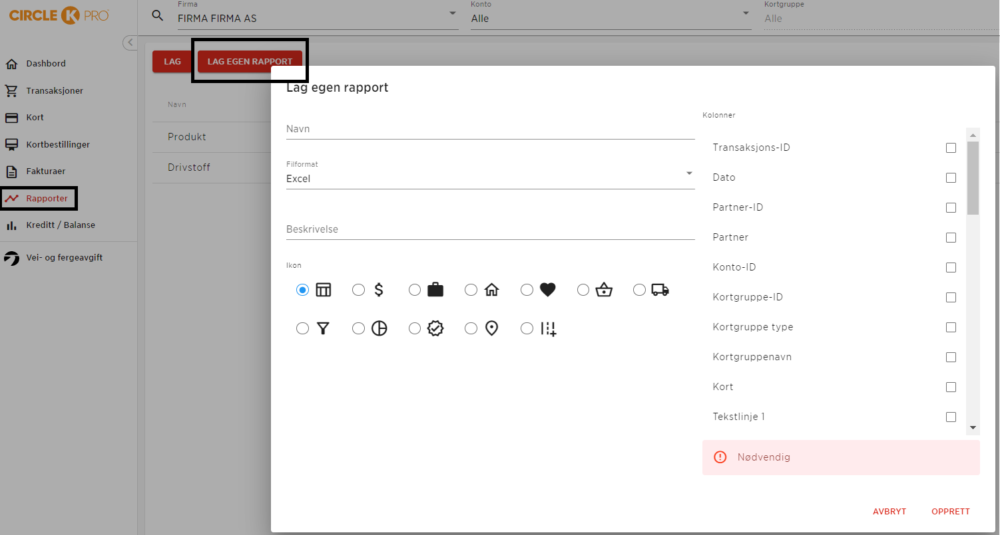 CIRCLE K PRO
Firma
FIRMA FIRMA AS
Konto
Alle
Kortgruppe
Alle
Dashbord
Transaksjoner
Kort
Kortbestillinger
Fakturaer
Rapporter
Kreditt / Balanse
Vei- og fergeavgift
LAG
LAG EGEN RAPPORT
Navn
Produkt
Drivstoff
Lag egen rapport
Navn
Filformat
Excel
Beskrivelse
Ikon
Kolonner
Transaksjons-ID
Dato
Partner-ID
Partner
Konto-ID
Kortgruppe-ID
Kortgruppe type
Kortgruppenavn
Kort
Tekstlinje 1
Nødvendig
AVBRYT
OPPRETT